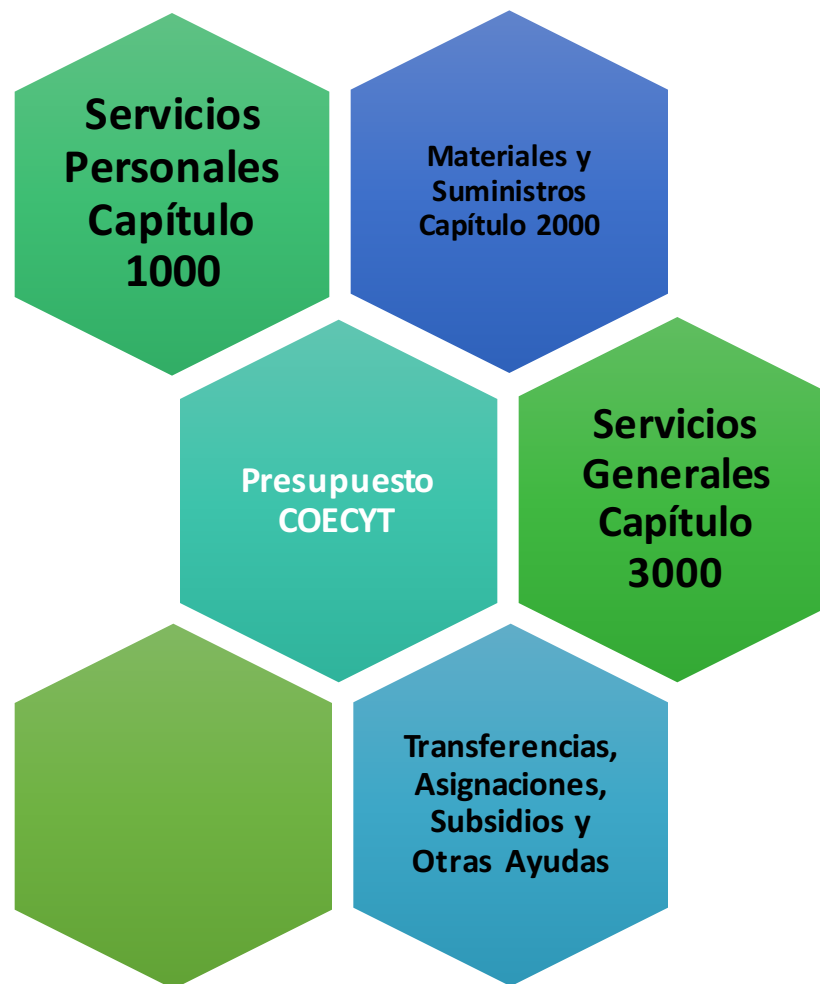 Servicios
Personales
Capítulo
1000
Materiales y
Suministros
Capítulo 2000
Presupuesto
COECYT
Servicios
Generales
Capítulo
3000
Transferencias,
Asignaciones,
Subsidios y
Otras Ayudas